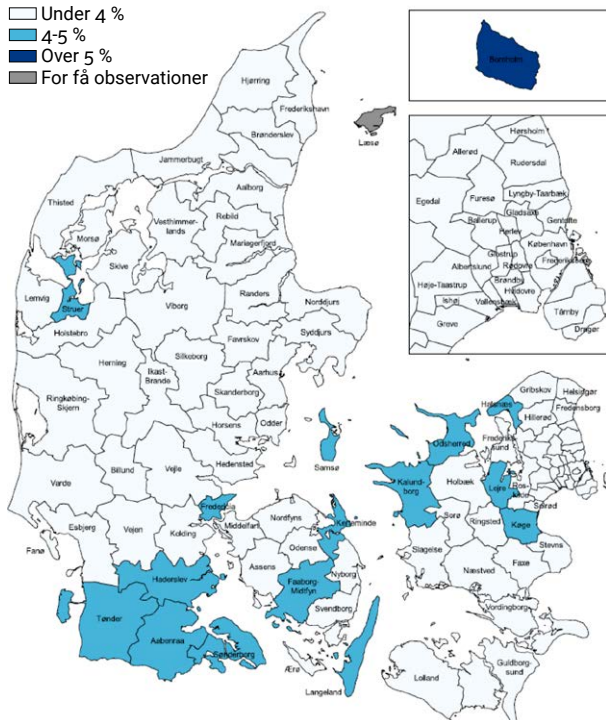 Under 4 %
4-5 %
Over 5 %
For få observationer
Bornholm
Hjørring
Frederikshavn
Brønderslev
Læsø
Jammerbugt
Aalborg
Thisted
Vesthimmer-
lands
Rebild
Morsø
Mariagerfjord
Skive
Lemvig
Struer
Viborg
Randers
Norddjurs
Holstebro
Syddjurs
Favrskov
Herning
Silkeborg
Ikast-
Brande
Aarhus
Skanderborg
Ringkøbing-
Skjern
Horsens
Odder
Samsø
Hedensted
Billund
Vejle
Varde
Fredericia
Esbjerg
Vejen
Kolding
Middelfart
Nordfyns
Kerteminde
Fanø
Odense
Assens
Nyborg
Haderslev
Faaborg-
Midtfyn
Svendborg
Tønder
Aabenraa
Sønderborg
Ærø
Langeland
Hørsholm
Allerød
Rudersdal
Egedal
Furesø
Lyngby-Taarbæk
Gladsaxe
Ballerup
Gentofte
Herlev
København
Glostrup
Frederiksberg
Albertslund
Rødovre
Brøndby
Høje-Taastrup
Hvidovre
Ishøj
Vallensbæk
Greve
Tårnby
Dragør
Gribskov
Helsingør
Halsnæs
Hillerød
Fredensborg
Odsherred
Frederiks-
sund
Kalund-
borg
Holbæk
Lejre
Ros-
kilde
Solrød
Sorø
Ringsted
Køge
Stevns
Slagelse
Næstved
Faxe
Vordingborg
Guldborg-
sund
Lolland